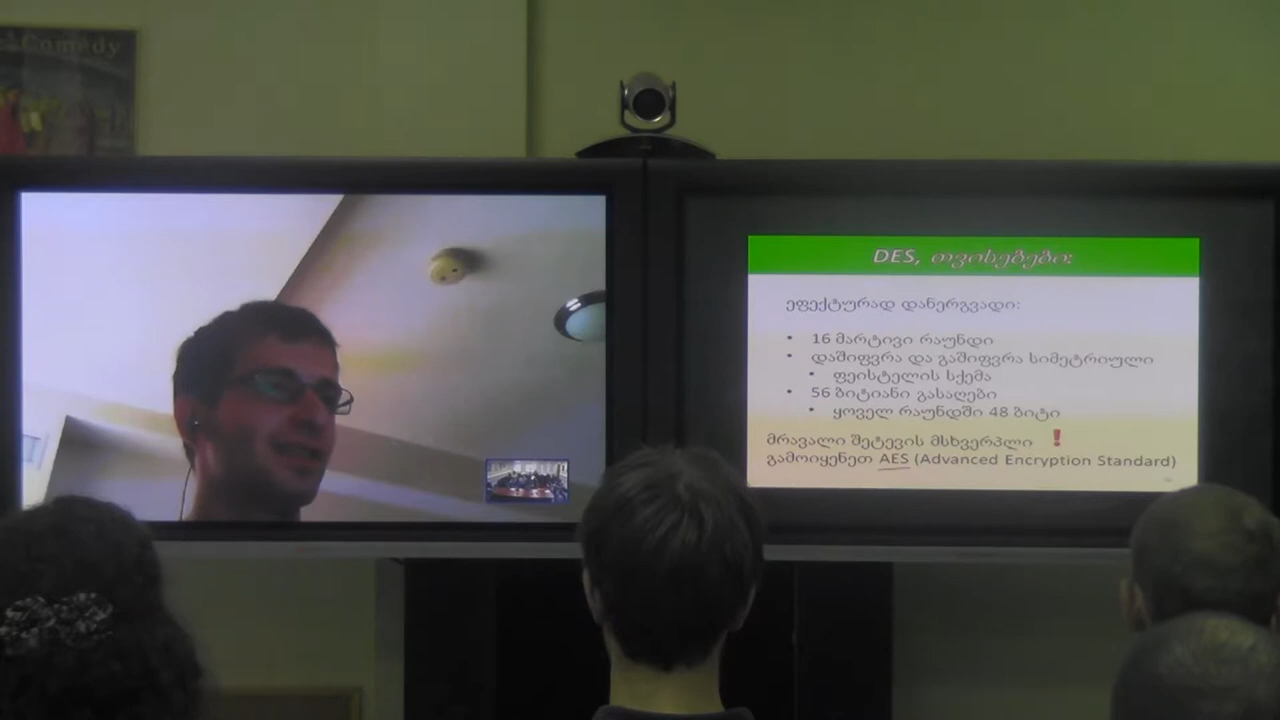 Comedy
DES, თვისებები:
ეფექტურად დანერგვადი:
• 16 მარტივი რაუნდი
• დაშიფვრა და გაშიფვრა სიმეტრიული
• ფეისტელის სქემა
• 56 ბიტიანი გასაღები
• ყოველ რაუნდში 48 ბიტი
მრავალი შეტევის მსხვერპლი !
გამოიყენეთ AES (Advanced Encryption Standard)